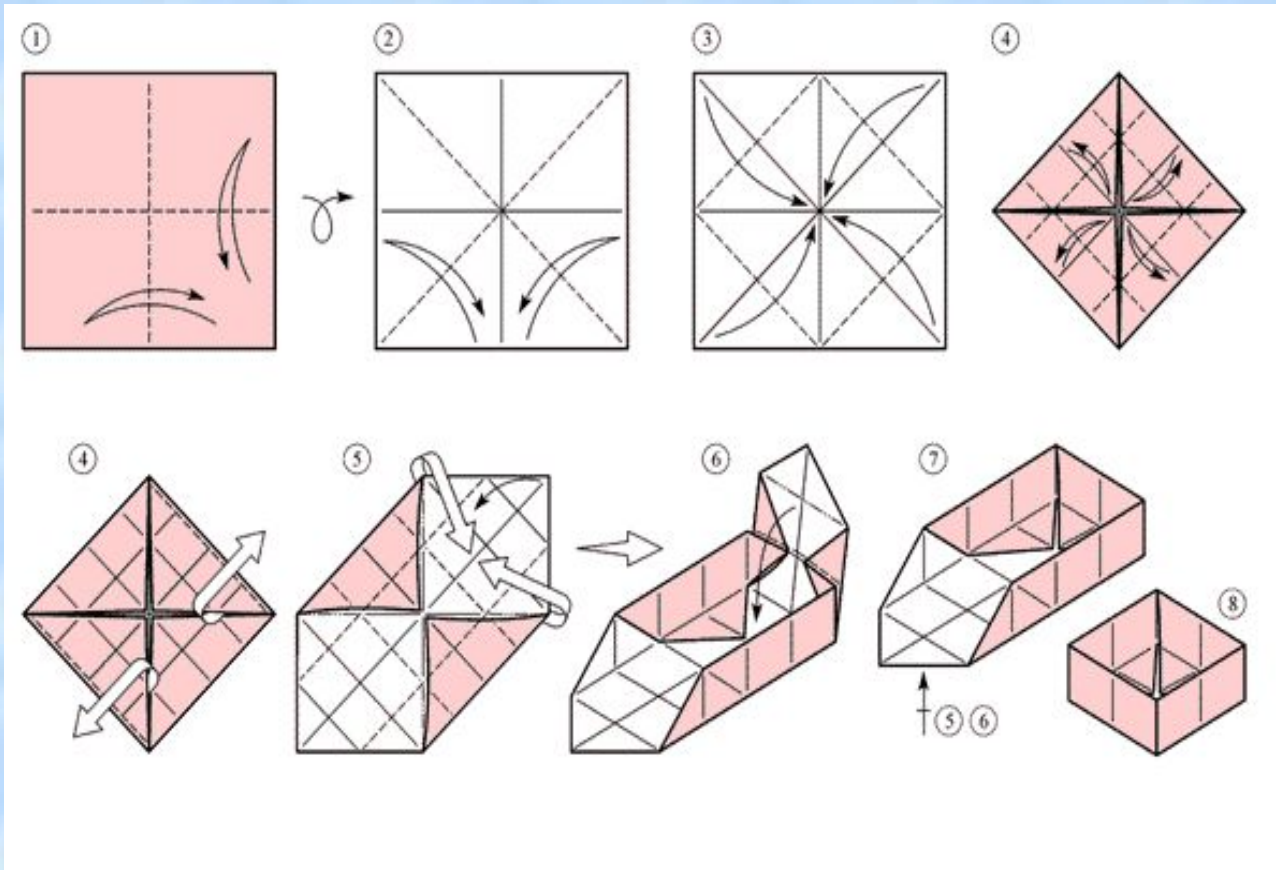 ① ② ③ ④
④ ⑤ ⑥ ⑦
⑧
⑤ ⑥